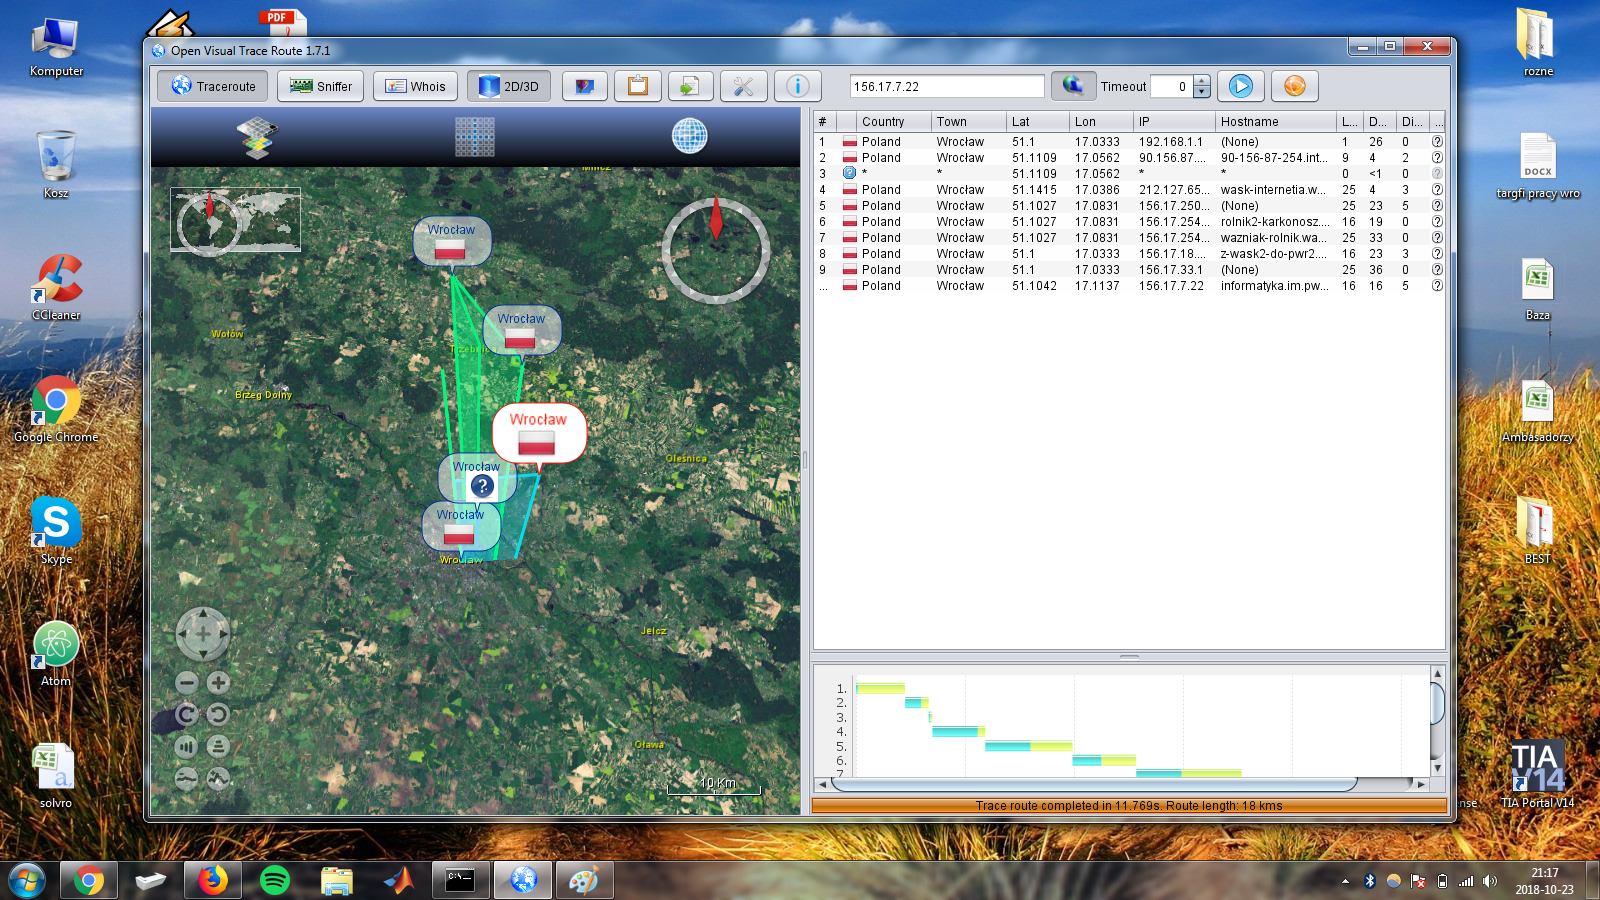 PDF
Komputer
Kosz
CCleaner
Google Chrome
Skype
Atom
solvro
Open Visual Trace Route 1.7.1
Traceroute
Sniffer
Whois
2D/3D
156.17.7.22
Timeout
0
Wrocław
Wrocław
Wołów
Brzeg Dolny
Wrocław
Oleśnica
Wrocław
?
Wrocław
Wrocław
Jelcz
Oława
10 Km
# Country Town Lat Lon IP Hostname L... D... Di... ...
1 Poland Wrocław 51.1 17.0333 192.168.1.1 (None) 1 26 0 ?
2 Poland Wrocław 51.1109 17.0562 90.156.87.... 90-156-87-254.int... 9 4 2 ?
3 ? * * 51.1109 17.0562 * * 0 <1 0 ?
4 Poland Wrocław 51.1415 17.0386 212.127.65... wask-internetia.w... 25 4 3 ?
5 Poland Wrocław 51.1027 17.0831 156.17.250... (None) 25 23 5 ?
6 Poland Wrocław 51.1027 17.0831 156.17.254... rolnik2-karkonosz... 16 19 0 ?
7 Poland Wrocław 51.1027 17.0831 156.17.254... wazniak-rolnik.wa... 25 33 0 ?
8 Poland Wrocław 51.1 17.0333 156.17.18.... z-wask2-do-pwr2.... 16 23 3 ?
9 Poland Wrocław 51.1 17.0333 156.17.33.1 (None) 25 36 0 ?
... Poland Wrocław 51.1042 17.1137 156.17.7.22 informatyka.im.pw... 16 16 5 ?
1.
2.
3.
4.
5.
6.
7
Trace route completed in 11.769s. Route length: 18 kms
rozne
DOCX
targfi pracy wro
Baza
Ambasadorzy
BEST
TIA
V14
TIA Portal V14
ense
21:17
2018-10-23